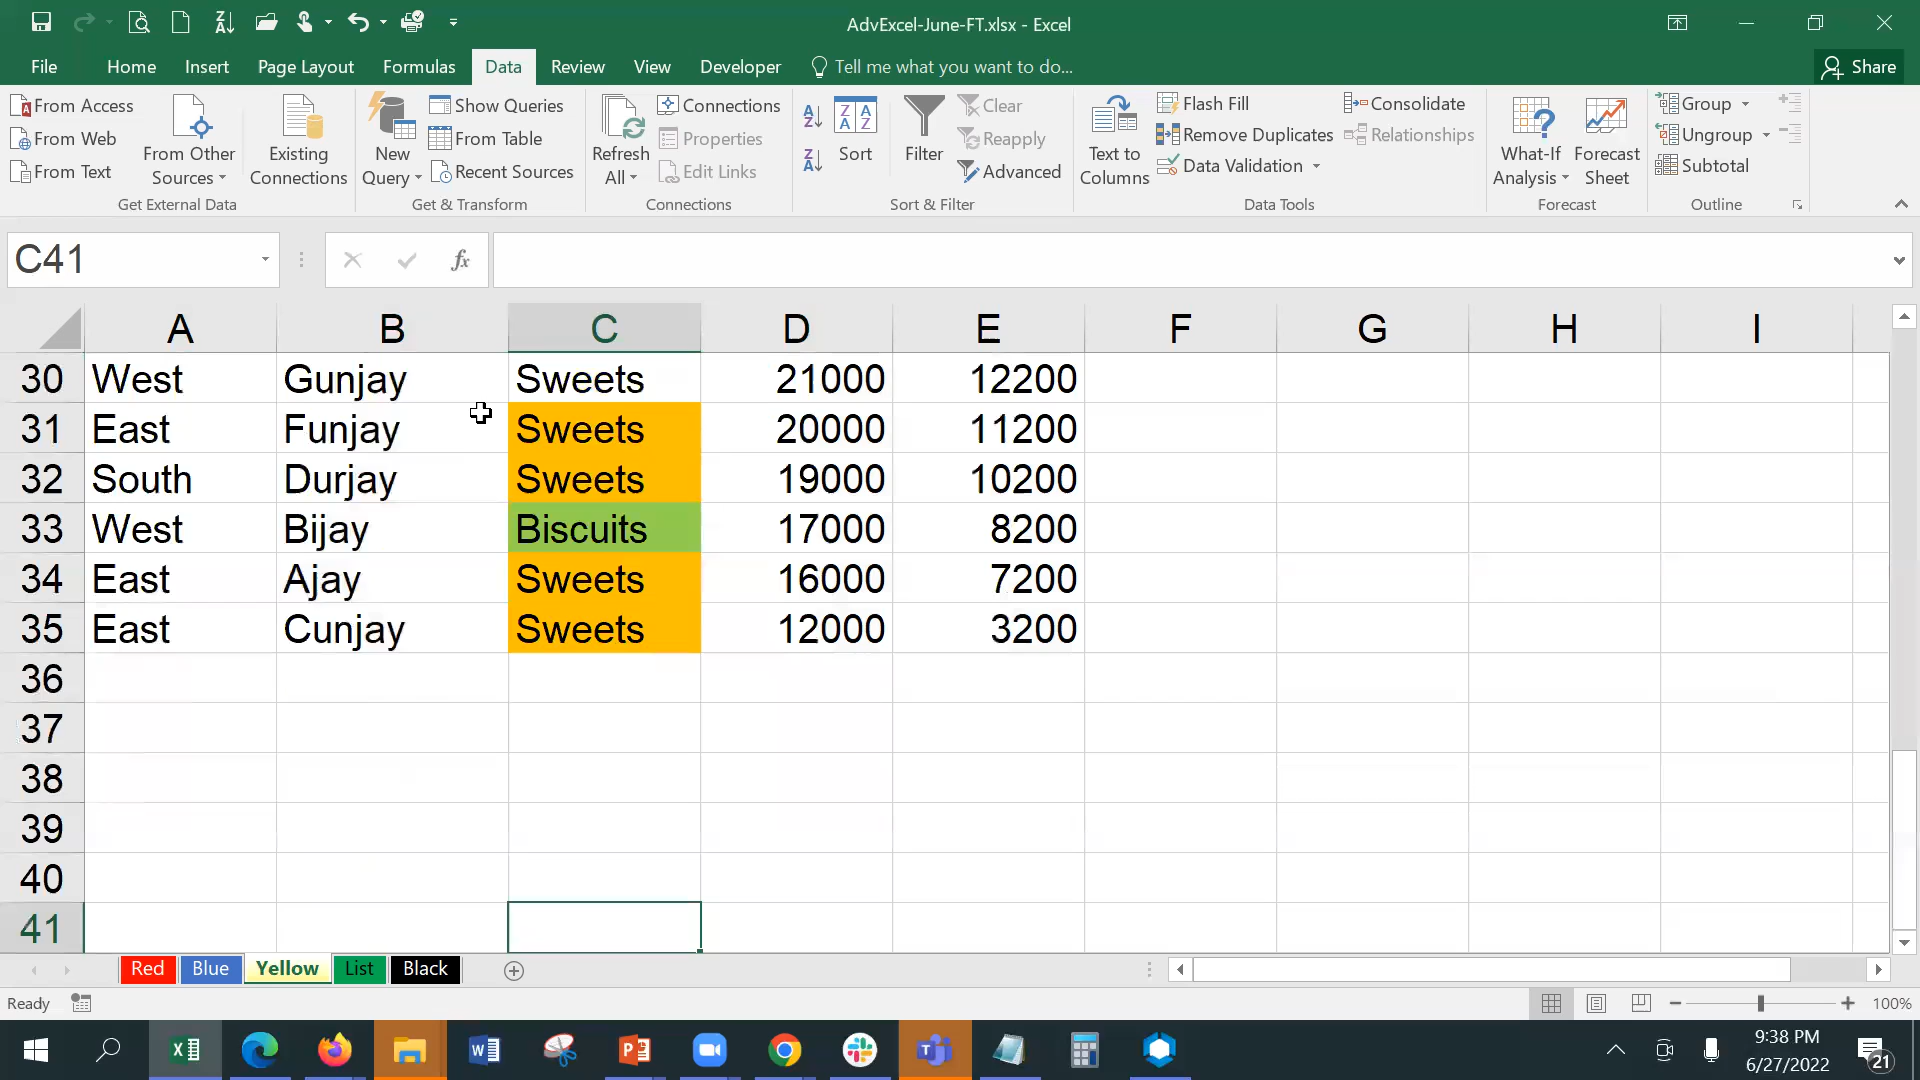 AdvExcel-June-FT.xlsx - Excel
File Home Insert Page Layout Formulas Data Review View Developer Tell me what you want to do... Share
From Access
From Web
From Text
From Other Sources
Existing Connections
Get External Data
New Query
Show Queries
From Table
Recent Sources
Get & Transform
Refresh All
Connections
Properties
Edit Links
Connections
Sort
Filter
Clear
Reapply
Advanced
Sort & Filter
Text to Columns
Flash Fill
Remove Duplicates
Data Validation
Consolidate
Relationships
Data Tools
What-If Analysis
Forecast Sheet
Forecast
Group
Ungroup
Subtotal
Outline
C41
fx
A B C D E F G H I
30 West Gunjay Sweets 21000 12200
31 East Funjay Sweets 20000 11200
32 South Durjay Sweets 19000 10200
33 West Bijay Biscuits 17000 8200
34 East Ajay Sweets 16000 7200
35 East Cunjay Sweets 12000 3200
36
37
38
39
40
41
Red Blue Yellow List Black
Ready 100%
9:38 PM
6/27/2022
21